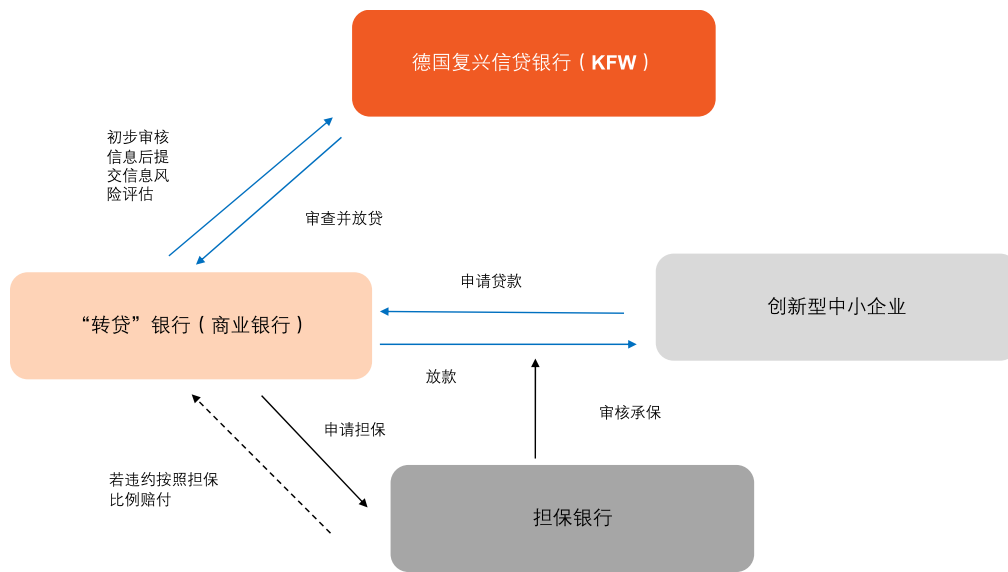 德国复兴信贷银行（KFW）
初步审核
信息后提
交信息风
险评估
审查并放贷
申请贷款
创新型中小企业
“转贷”银行（商业银行）
放款
审核承保
申请担保
若违约按照担保
比例赔付
担保银行